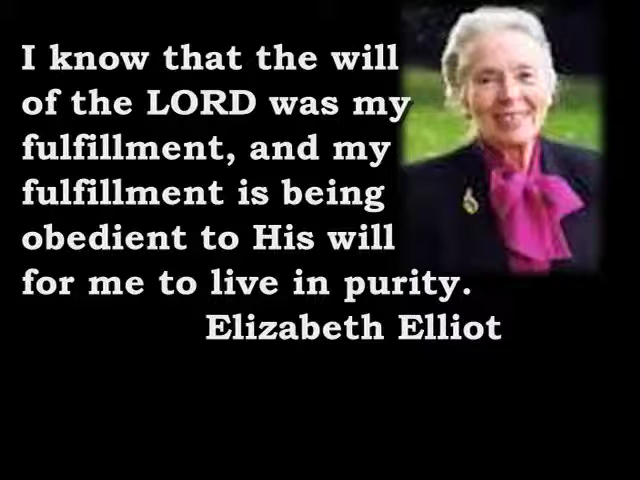 I know that the will
of the LORD was my
fulfillment, and my
fulfillment is being
obedient to His will
for me to live in purity.
Elizabeth Elliot